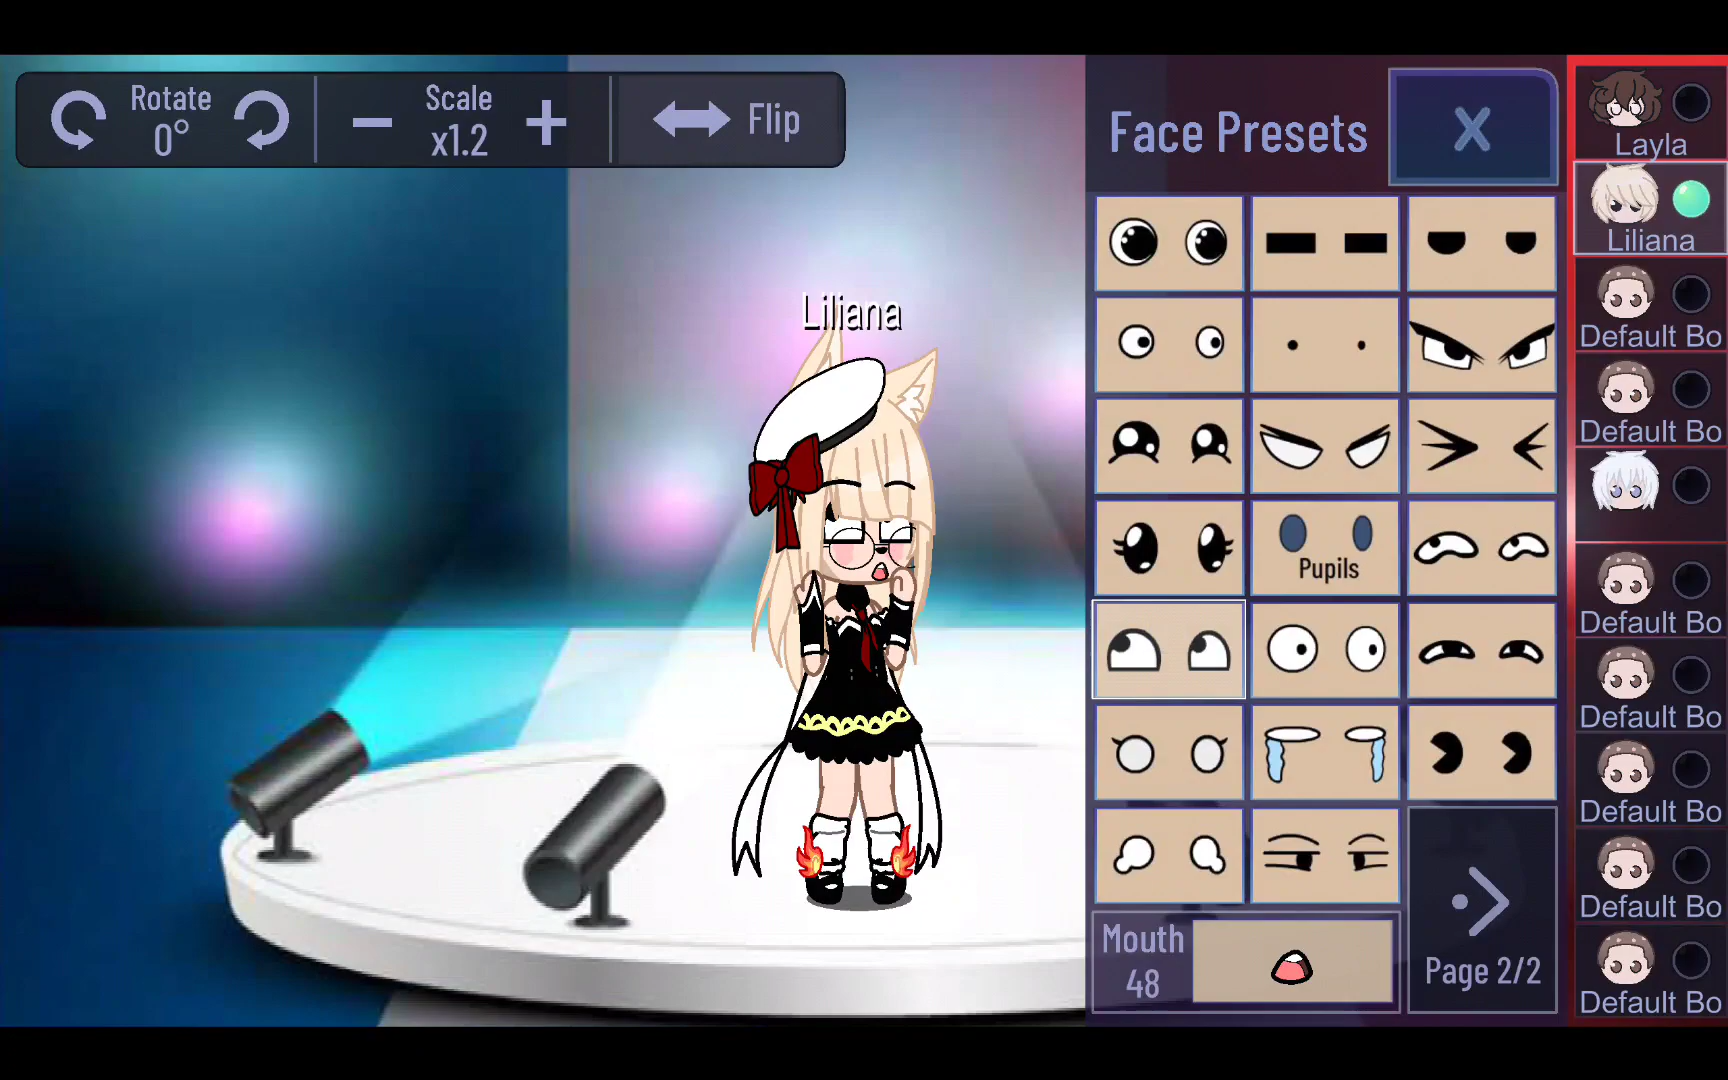 Rotate
0°
Scale
x1.2
Flip
Liliana
Face Presets
X
Pupils
Mouth
48
Page 2/2
Layla
Liliana
Default Bo
Default Bo
Default Bo
Default Bo
Default Bo
Default Bo
Default Bo